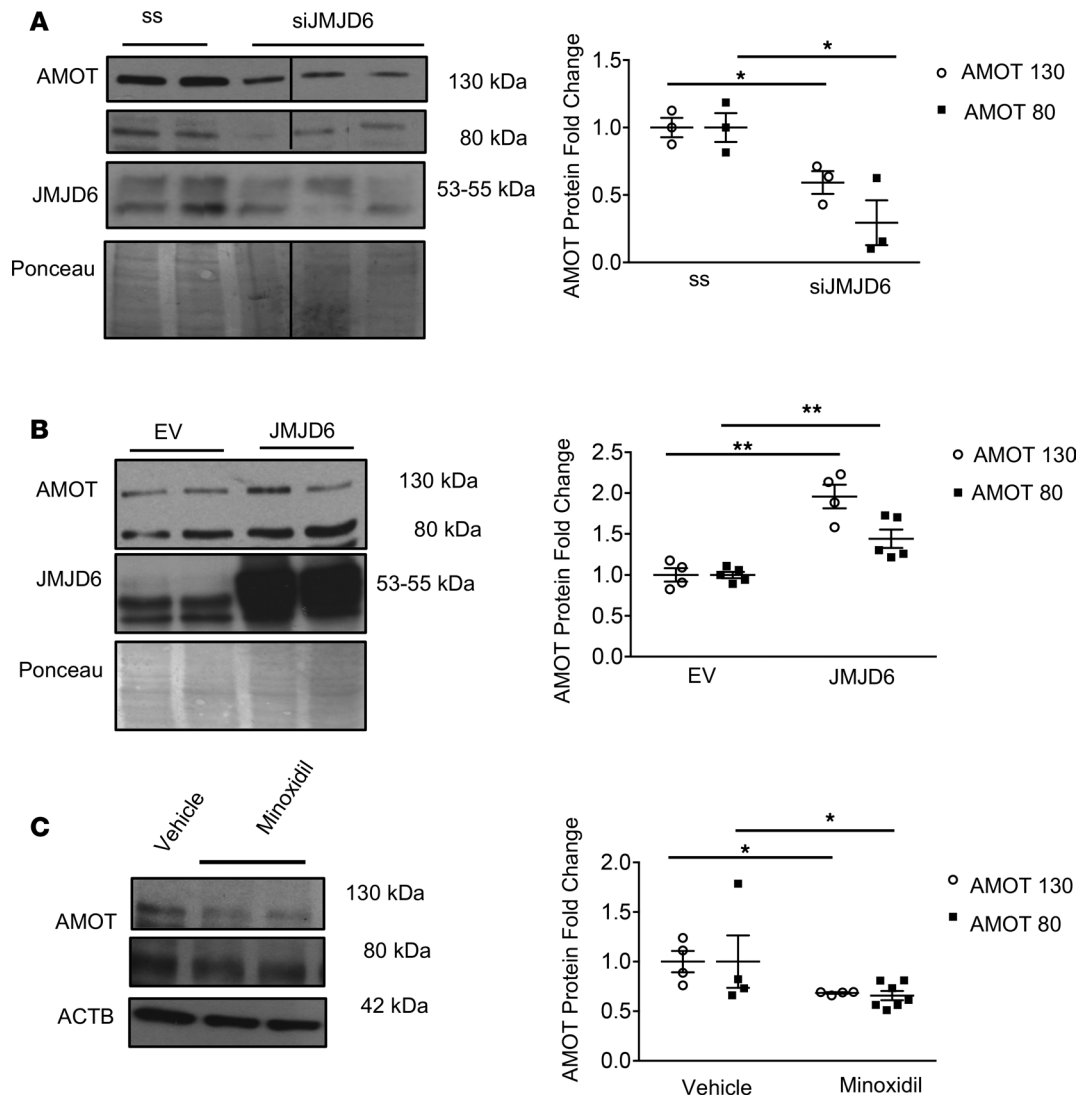 A
ss
siJMJD6
AMOT
130 kDa
80 kDa
JMJD6
53-55 kDa
Ponceau
AMOT Protein Fold Change
1.5
1.0
0.5
0.0
*
*
ss
siJMJD6
AMOT 130
AMOT 80
B
EV
JMJD6
AMOT
130 kDa
80 kDa
JMJD6
53-55 kDa
Ponceau
AMOT Protein Fold Change
2.5
2.0
1.5
1.0
0.5
0.0
**
**
EV
JMJD6
AMOT 130
AMOT 80
C
Vehicle
Minoxidil
AMOT
130 kDa
80 kDa
ACTB
42 kDa
AMOT Protein Fold Change
2.0
1.5
1.0
0.5
0.0
*
*
Vehicle
Minoxidil
AMOT 130
AMOT 80